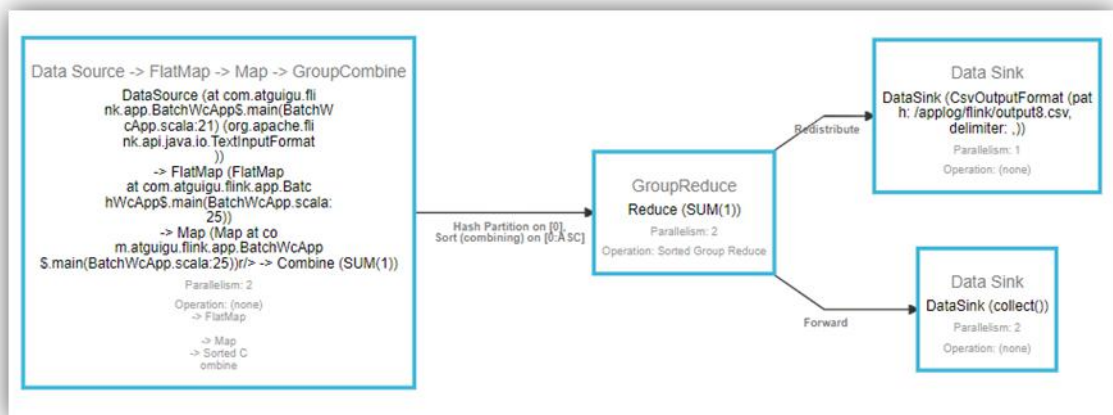 Data Source -> FlatMap -> Map -> GroupCombine
DataSource (at com.atguigu.fli
nk.app.BatchWcApp$.main(BatchW
cApp.scala:21) (org.apache.fli
nk.api.java.io.TextInputFormat
))
-> FlatMap (FlatMap
at com.atguigu.flink.app.Batc
hWcApp$.main(BatchWcApp.scala:
25))
-> Map (Map at co
m.atguigu.flink.app.BatchWcApp
$.main(BatchWcApp.scala:25))r/> -> Combine (SUM(1))
Parallelism: 2
Operation: (none)
-> FlatMap
-> Map
-> Sorted C
ombine
Hash Partition on [0],
Sort (combining) on [0:ASC]
GroupReduce
Reduce (SUM(1))
Parallelism: 2
Operation: Sorted Group Reduce
Redistribute
Data Sink
DataSink (CsvOutputFormat (pat
h: /applog/flink/output8.csv,
delimiter: ,))
Parallelism: 1
Operation: (none)
Forward
Data Sink
DataSink (collect())
Parallelism: 2
Operation: (none)